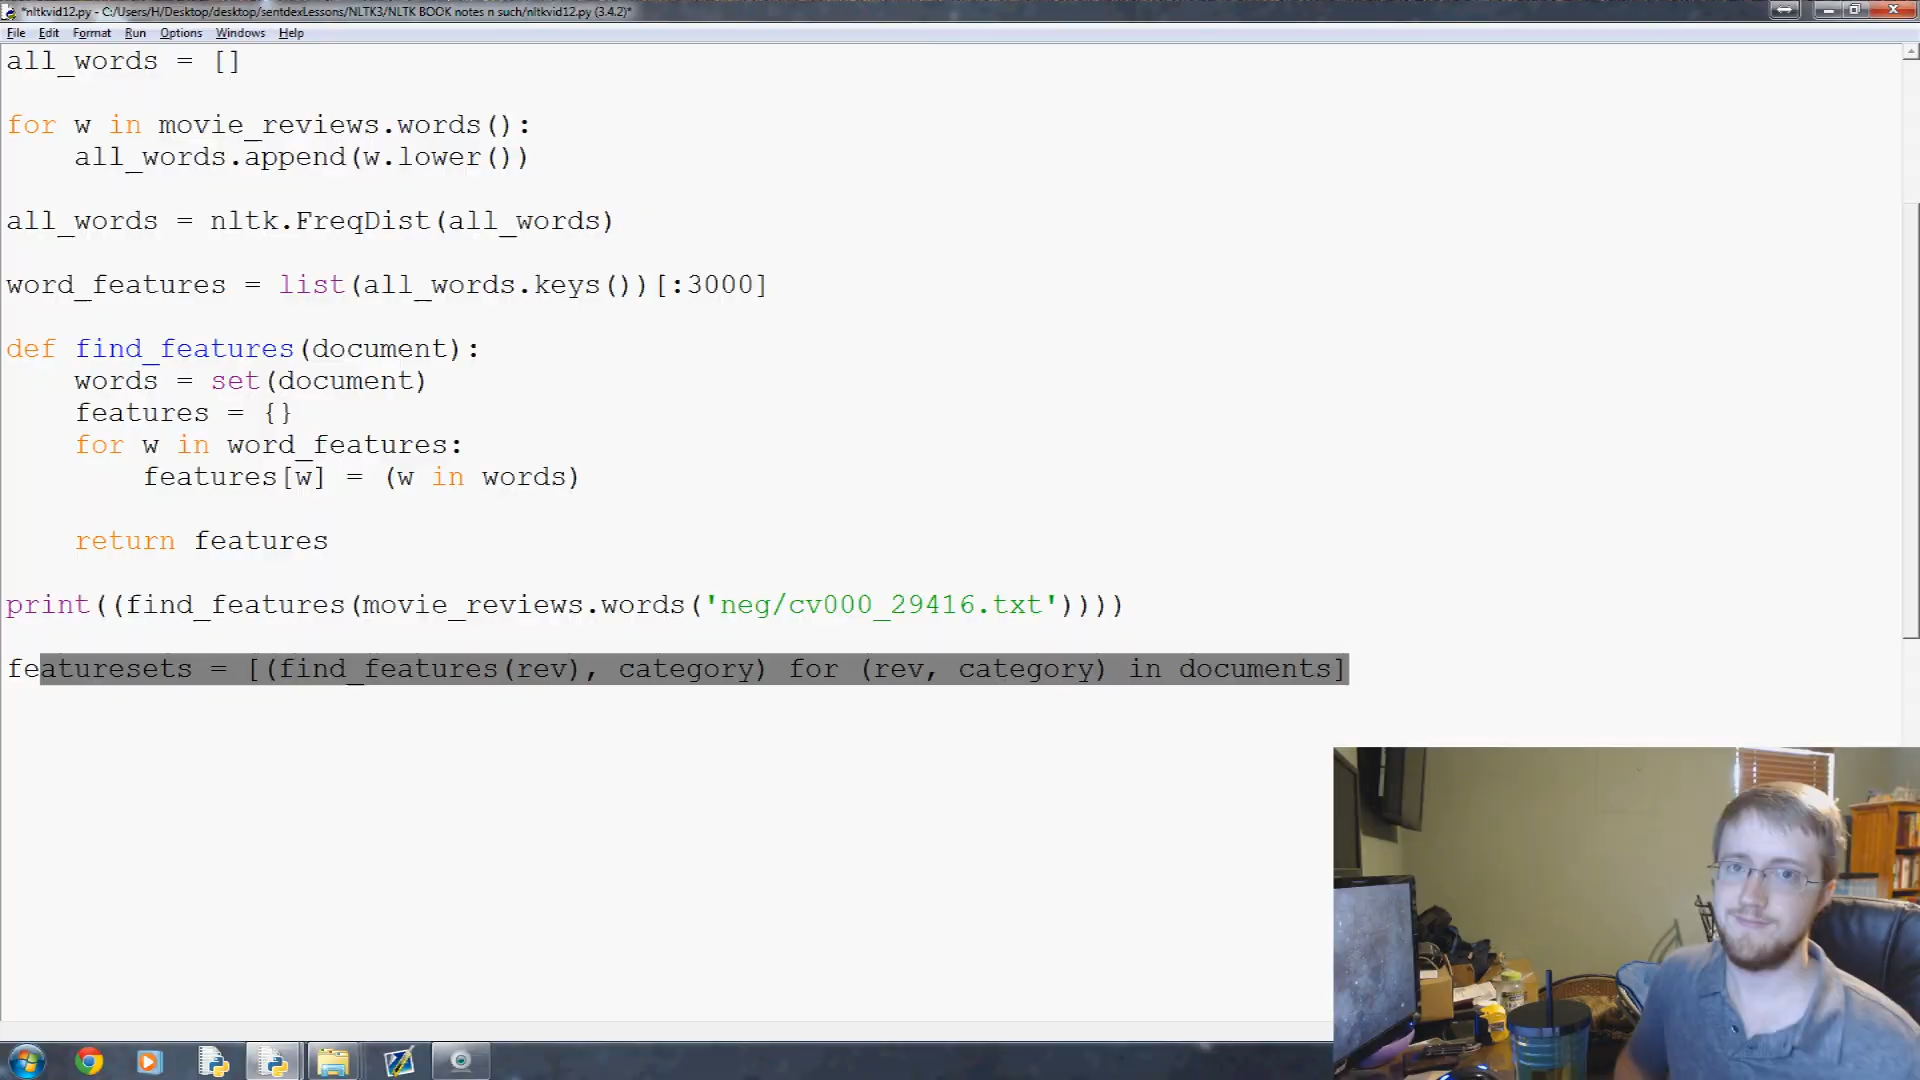 *nltkvid12.py - C:/Users/H/Desktop/desktop/sentdexLessons/NLTK3/NLTK BOOK notes n such/nltkvid12.py (3.4.2)*
File Edit Format Run Options Windows Help
all_words = []
for w in movie_reviews.words():
    all_words.append(w.lower())
all_words = nltk.FreqDist(all_words)
word_features = list(all_words.keys())[:3000]
def find_features(document):
    words = set(document)
    features = {}
    for w in word_features:
        features[w] = (w in words)
    return features
print((find_features(movie_reviews.words('neg/cv000_29416.txt'))))
featuresets = [(find_features(rev), category) for (rev, category) in documents]